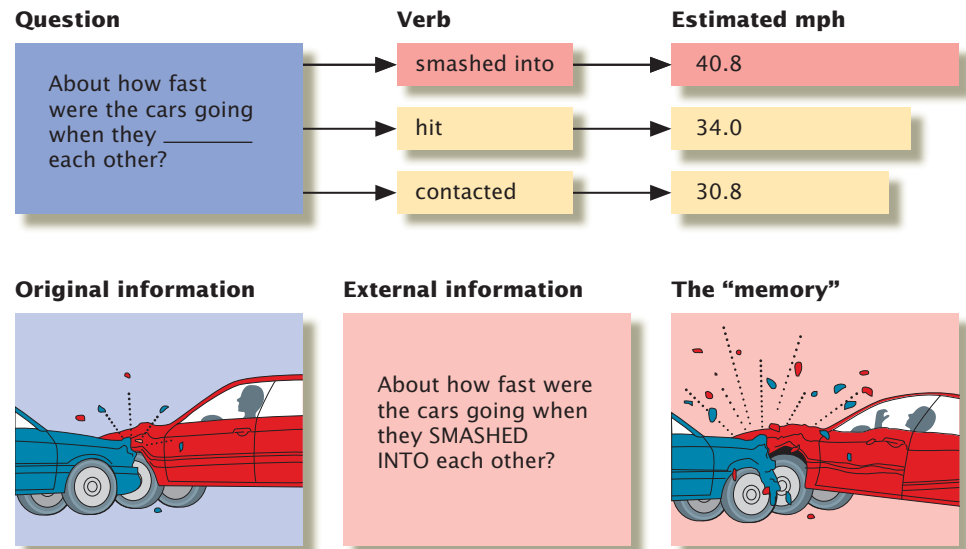 Question
Verb
Estimated mph
About how fast
were the cars going
when they ________
each other?
smashed into
40.8
hit
34.0
contacted
30.8
Original information
External information
The “memory”
About how fast were
the cars going when
they SMASHED
INTO each other?